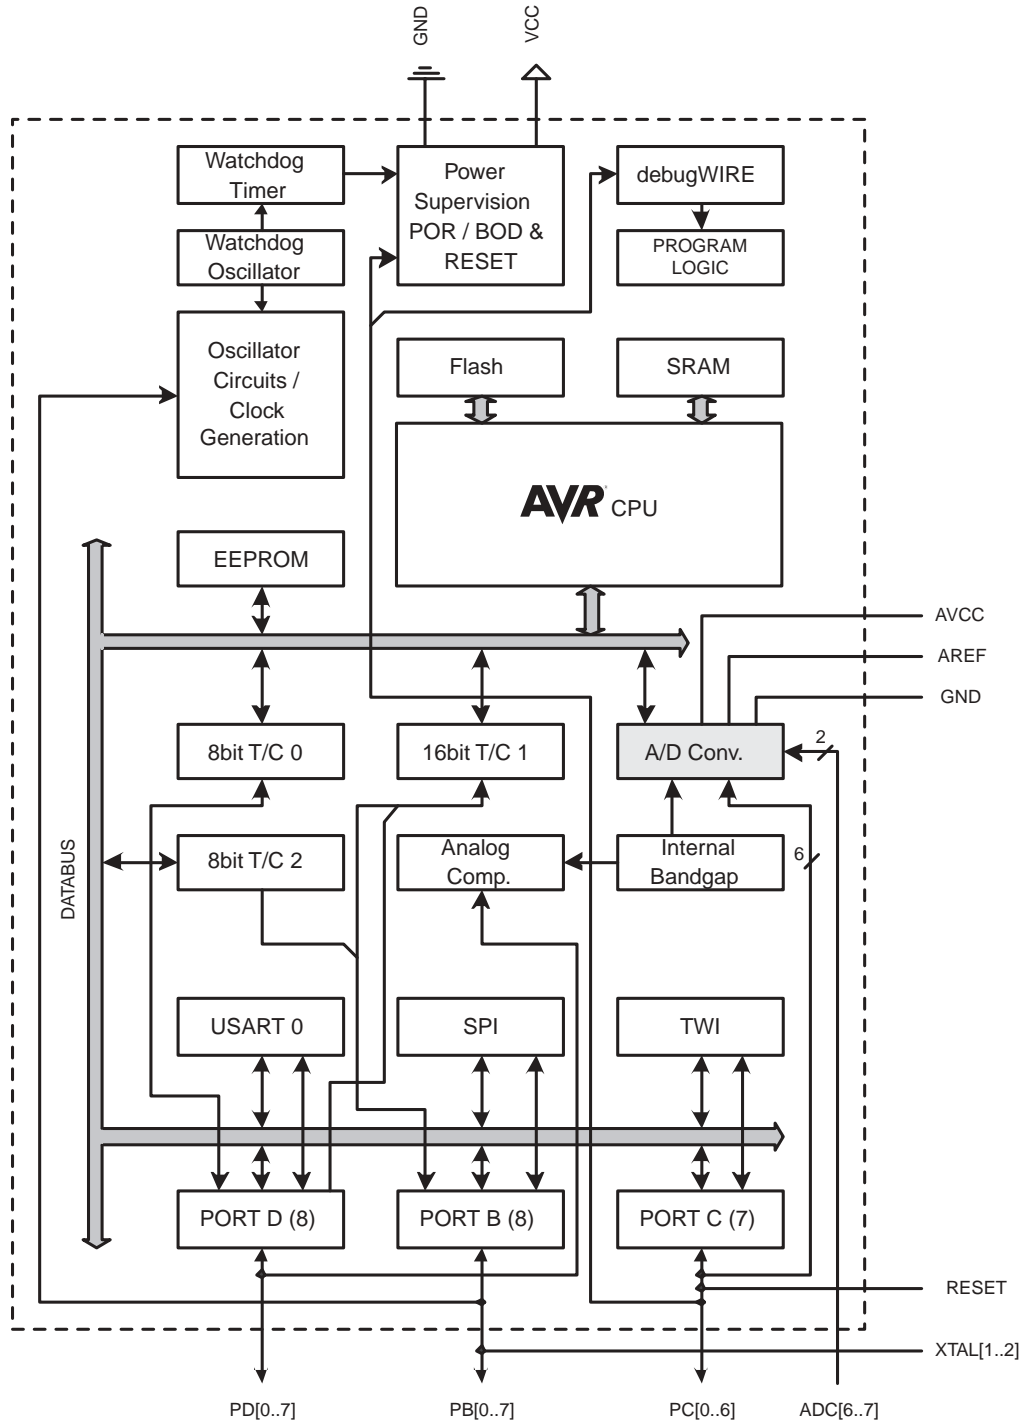 GND
VCC
Watchdog
Timer
Power
Supervision
POR / BOD &
RESET
debugWIRE
Watchdog
Oscillator
PROGRAM
LOGIC
Oscillator
Circuits /
Clock
Generation
Flash
SRAM
AVR CPU
EEPROM
AVCC
AREF
GND
8bit T/C 0
16bit T/C 1
A/D Conv.
2
DATABUS
8bit T/C 2
Analog
Comp.
Internal
Bandgap
6
USART 0
SPI
TWI
PORT D (8)
PORT B (8)
PORT C (7)
RESET
XTAL[1..2]
PD[0..7]
PB[0..7]
PC[0..6]
ADC[6..7]